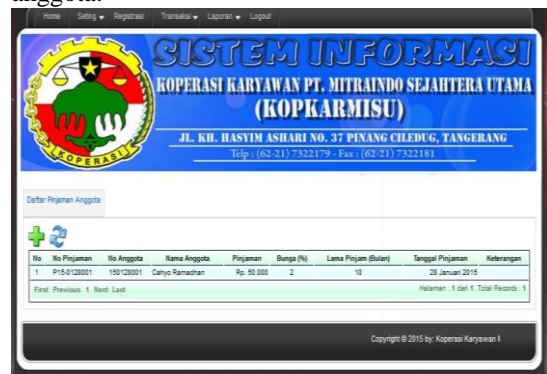 anggota.
Home Seting Registrasi Transaksi Laporan Logout
SISTEM INFORMASI
KOPERASI KARYAWAN PT. MITRAINDO SEJAHTERA UTAMA
(KOPKARMISU)
JL. KH. HASYIM ASHARI NO. 37 PINANG CILEDUG, TANGERANG
Telp : (62-21) 7322179 - Fax : (62-21) 7322181
KOPERASI
Daftar Pinjaman Anggota
No No Pinjaman No Anggota Nama Anggota Pinjaman Bunga (%) Lama Pinjam (Bulan) Tanggal Pinjaman Keterangan
1 P15-0128001 150128001 Cahyo Ramadhan Rp. 50.000 2 10 28 Januari 2015
First Previous 1 Next Last Halaman : 1 dari 1. Total Records : 1
Copyright © 2015 by: Koperasi Karyawan